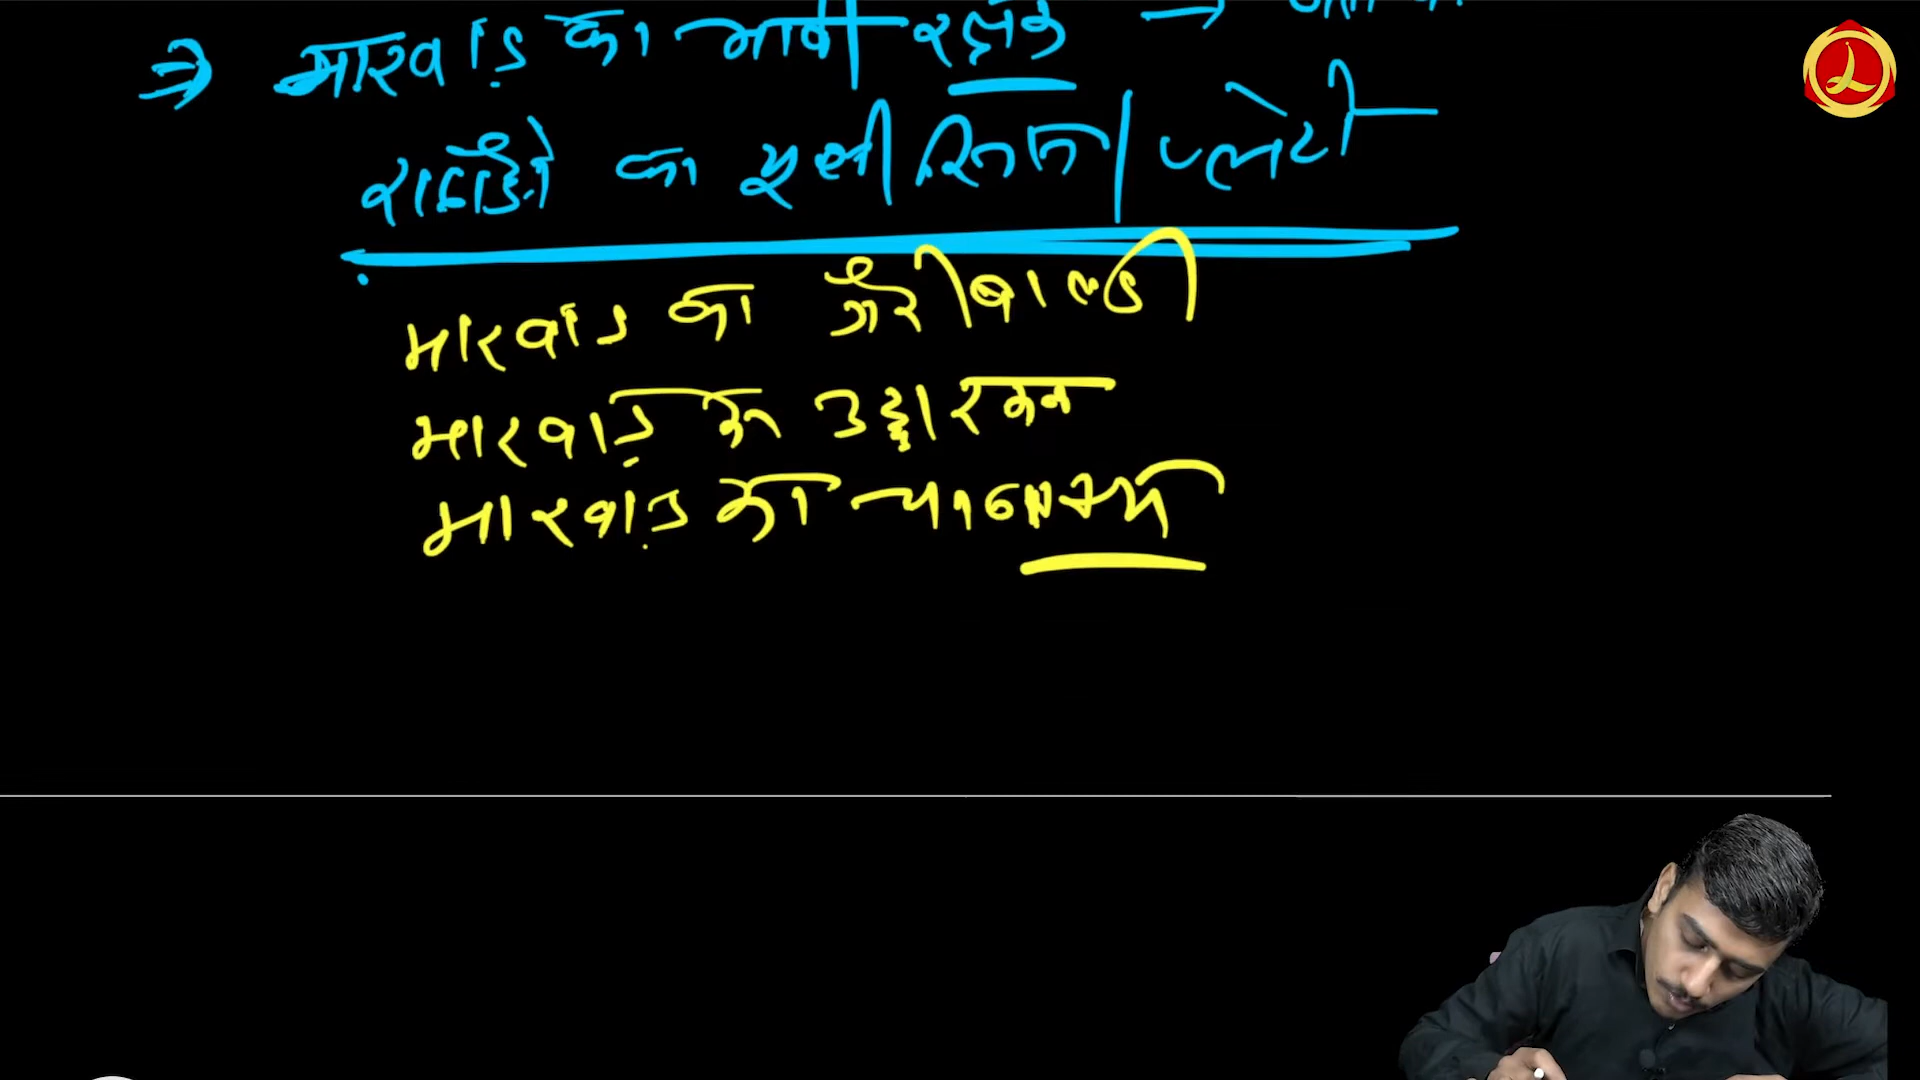 ⇒ मारवाड़ का भावी रक्षक →
राठौड़ों का यूलीसिज / प्लेटो
मारवाड़ का गैरीबाल्डी
मारवाड़ का उद्धारक
मारवाड़ का चाणक्य